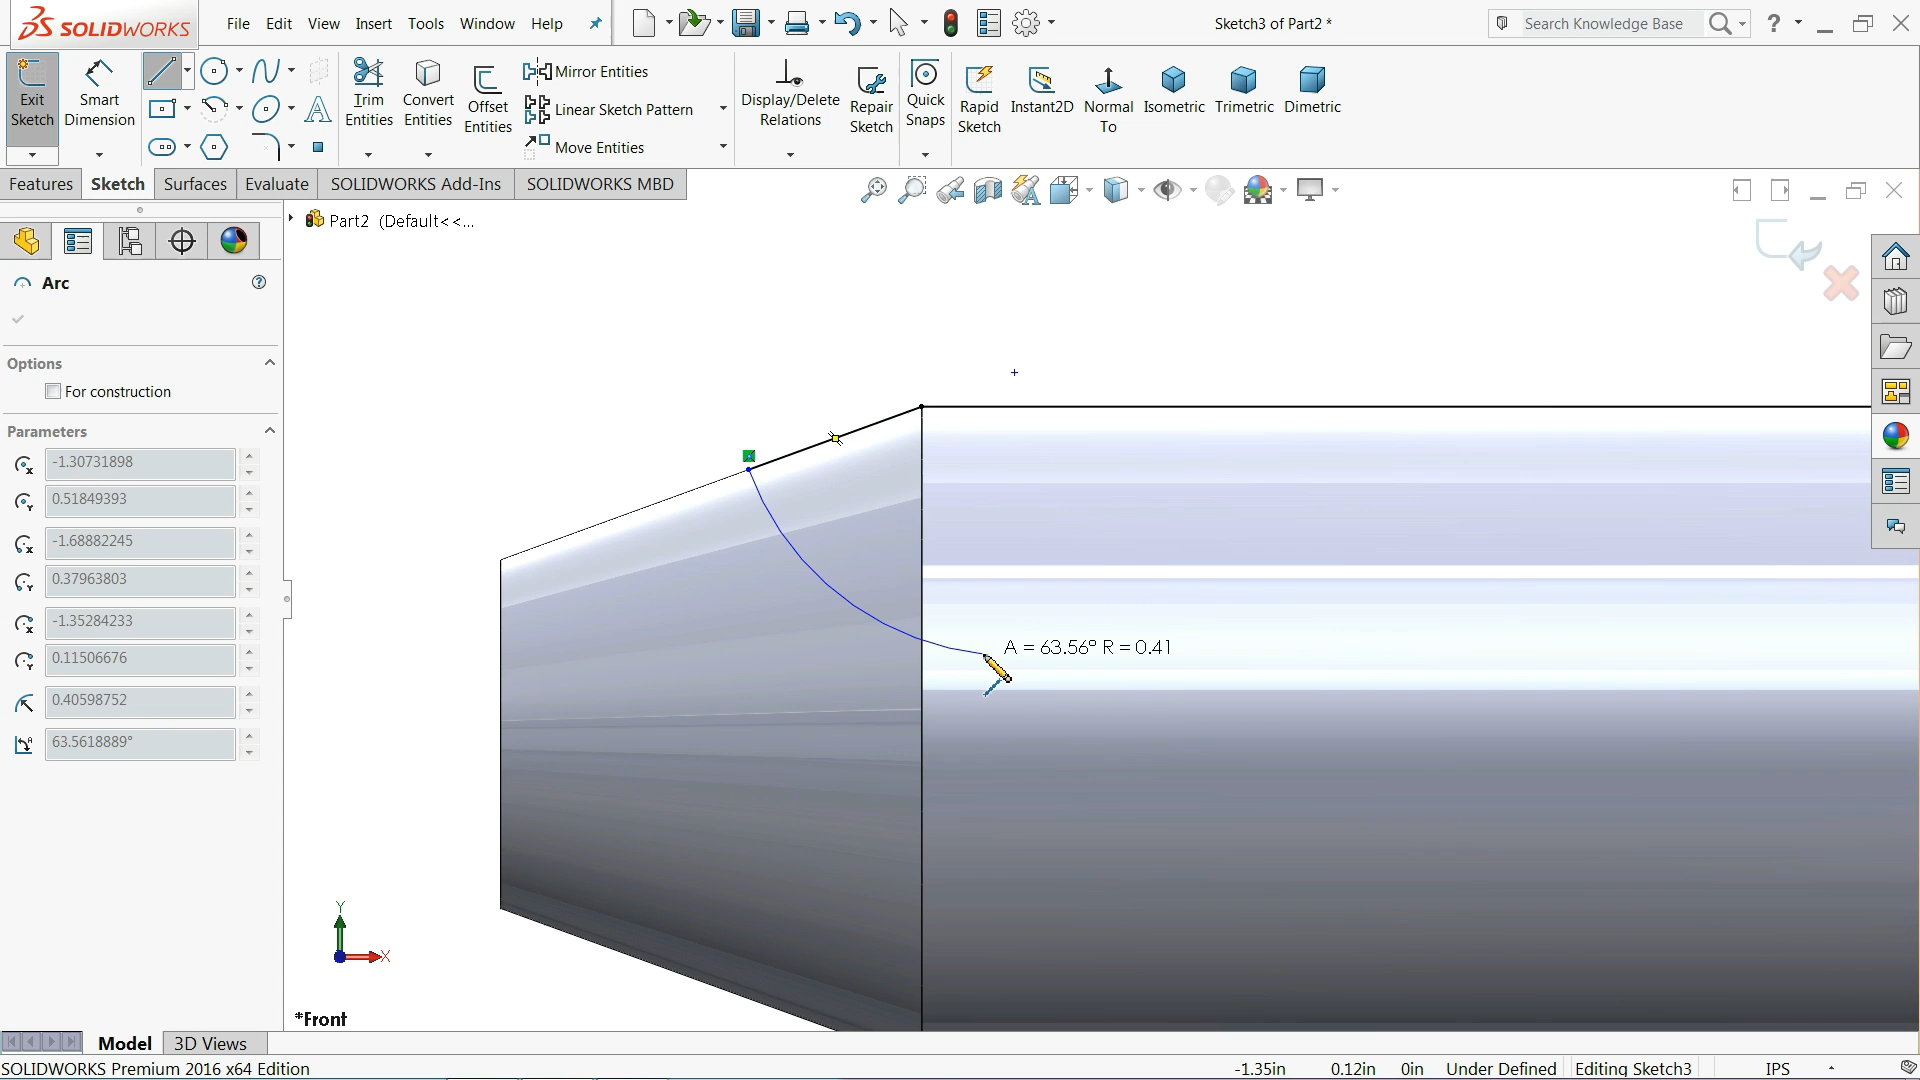 SOLIDWORKS
File Edit View Insert Tools Window Help
Sketch3 of Part2 *
Search Knowledge Base
?
Exit Sketch
Smart Dimension
Trim Entities
Convert Entities
Offset Entities
Mirror Entities
Linear Sketch Pattern
Move Entities
Display/Delete Relations
Repair Sketch
Quick Snaps
Rapid Sketch
Instant2D
Normal To
Isometric
Trimetric
Dimetric
Features Sketch Surfaces Evaluate SOLIDWORKS Add-Ins SOLIDWORKS MBD
Part2 (Default<<...
Arc
Options
For construction
Parameters
-1.30731898
0.51849393
-1.68882245
0.37963803
-1.35284233
0.11506676
0.40598752
63.5618889°
A = 63.56° R = 0.41
Y
X
*Front
Model 3D Views
SOLIDWORKS Premium 2016 x64 Edition
-1.35in 0.12in 0in Under Defined Editing Sketch3 IPS